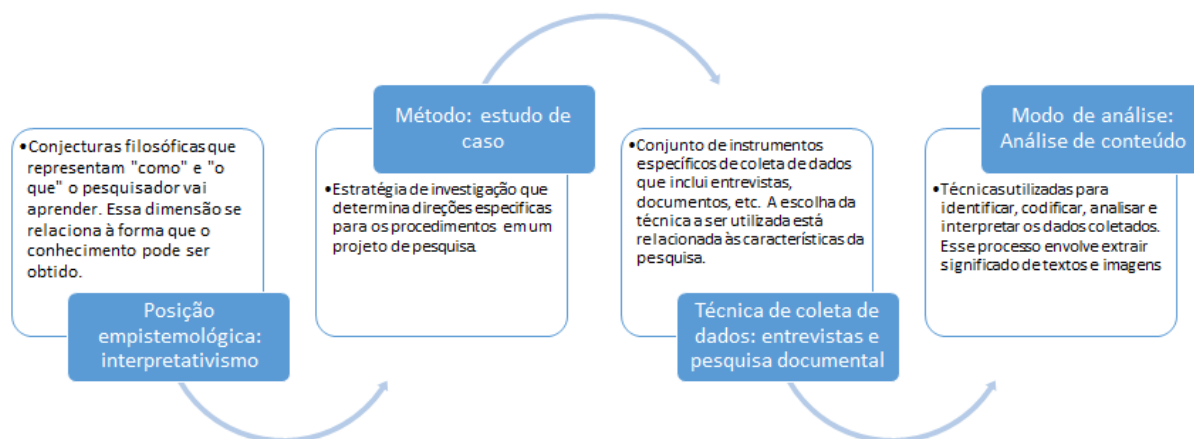 •Conjecturas filosóficas que
representam "como" e "o
que" o pesquisador vai
aprender. Essa dimensão se
relaciona à forma que o
conhecimento pode ser
obtido.
Posição
empistemológica:
interpretativismo
Método: estudo de
caso
•Estratégia de investigação que
determina direções especificas
para os procedimentos em um
projeto de pesquisa.
•Conjunto de instrumentos
específicos de coleta de dados
que inclui entrevistas,
documentos, etc. A escolha da
técnica a ser utilizada está
relacionada às características da
pesquisa.
Técnica de coleta de
dados: entrevistas e
pesquisa documental
Modo de análise:
Análise de conteúdo
•Técnicas utilizadas para
identificar, codificar, analisar e
interpretar os dados coletados.
Esse processo envolve extrair
significado de textos e imagens